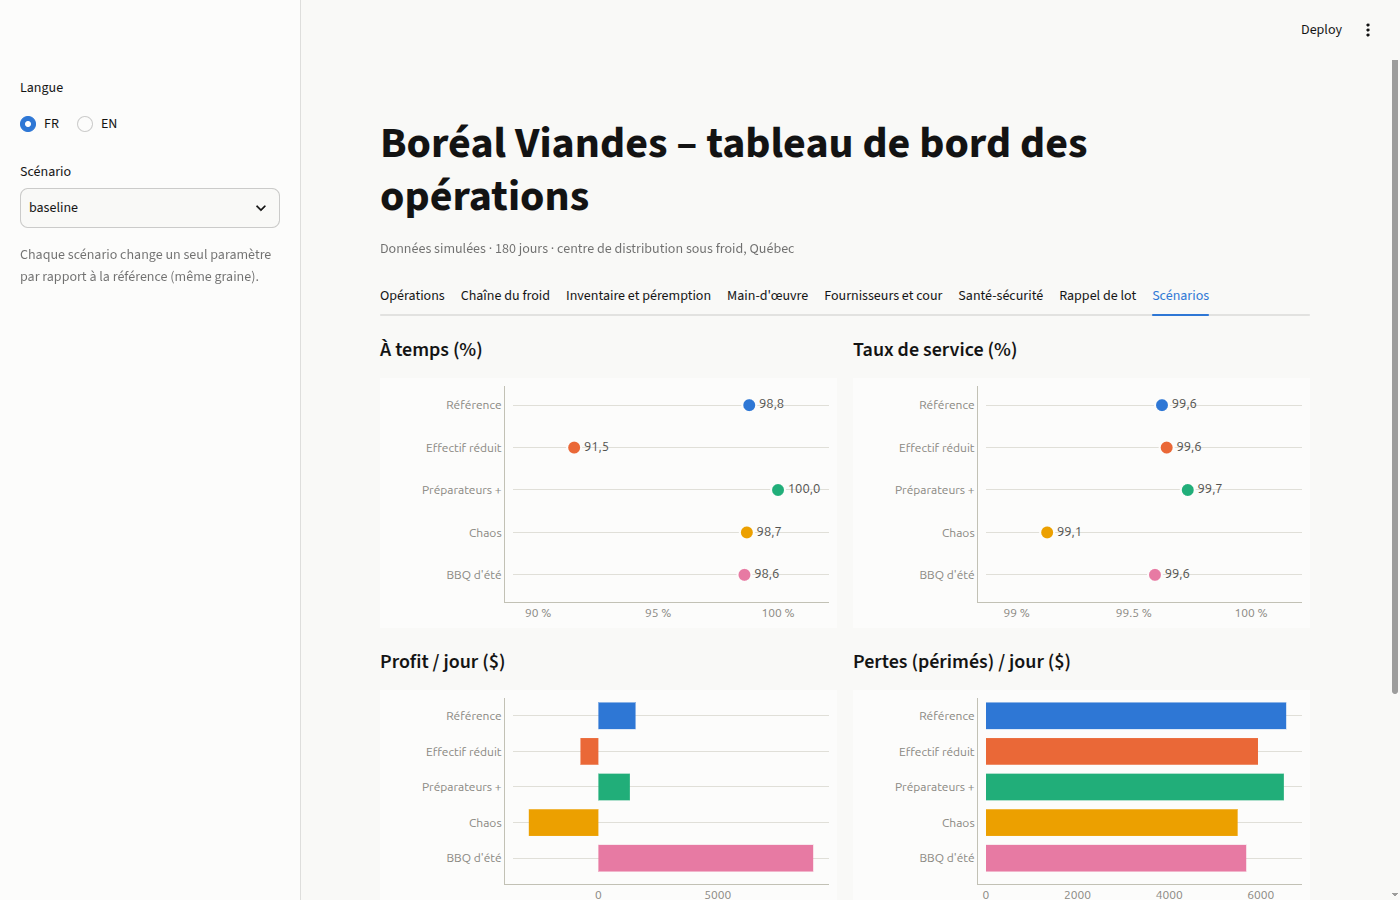 Deploy
Langue
FR
EN
Scénario
baseline
Chaque scénario change un seul paramètre
par rapport à la référence (même graine).
Boréal Viandes – tableau de bord des
opérations
Données simulées · 180 jours · centre de distribution sous froid, Québec
Opérations
Chaîne du froid
Inventaire et péremption
Main-d'œuvre
Fournisseurs et cour
Santé-sécurité
Rappel de lot
Scénarios
À temps (%)
Référence
98,8
Effectif réduit
91,5
Préparateurs +
100,0
Chaos
98,7
BBQ d'été
98,6
90 %
95 %
100 %
Taux de service (%)
Référence
99,6
Effectif réduit
99,6
Préparateurs +
99,7
Chaos
99,1
BBQ d'été
99,6
99 %
99.5 %
100 %
Profit / jour ($)
Référence
Effectif réduit
Préparateurs +
Chaos
BBQ d'été
0
5000
Pertes (périmés) / jour ($)
Référence
Effectif réduit
Préparateurs +
Chaos
BBQ d'été
0
2000
4000
6000